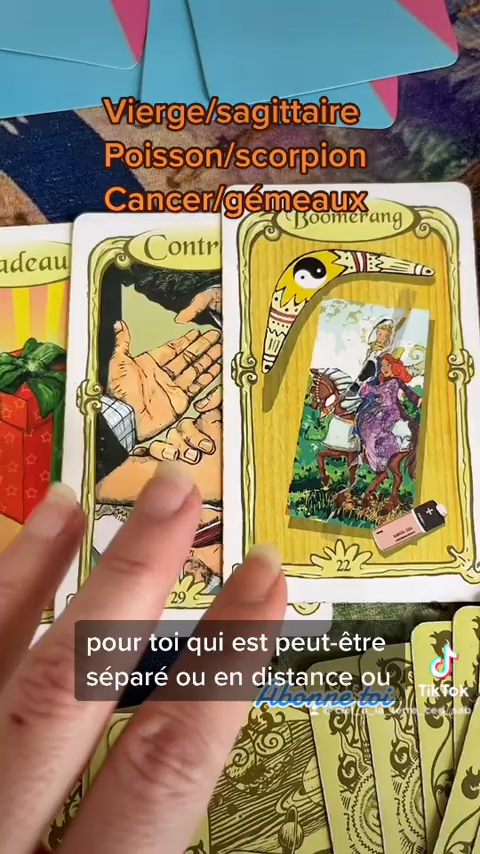 Vierge/sagittaire
Poisson/scorpion
Cancer/gémeaux
adeau
Contr
Boomerang
29
22
pour toi qui est peut-être
séparé ou en distance ou
Abonne toi
TikTok